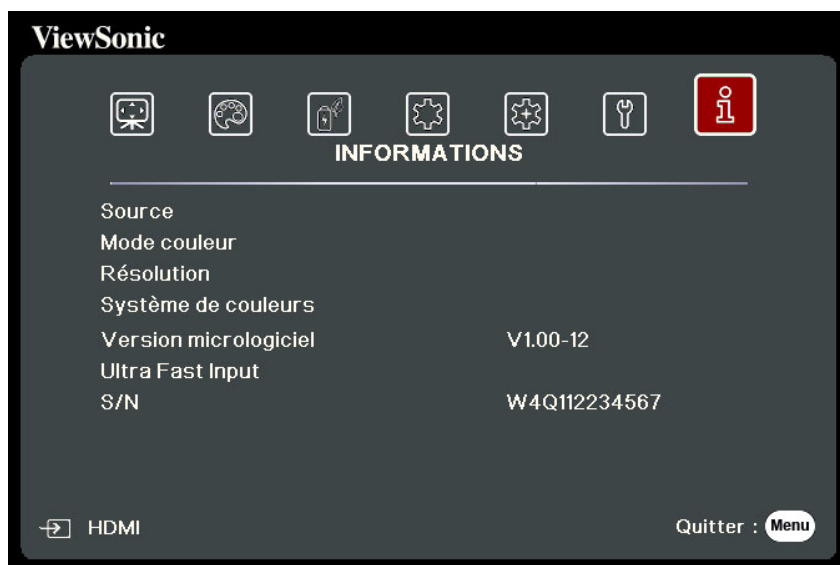 ViewSonic
INFORMATIONS
Source
Mode couleur
Résolution
Système de couleurs
Version micrologiciel V1.00-12
Ultra Fast Input
S/N W4Q112234567
HDMI Quitter : Menu